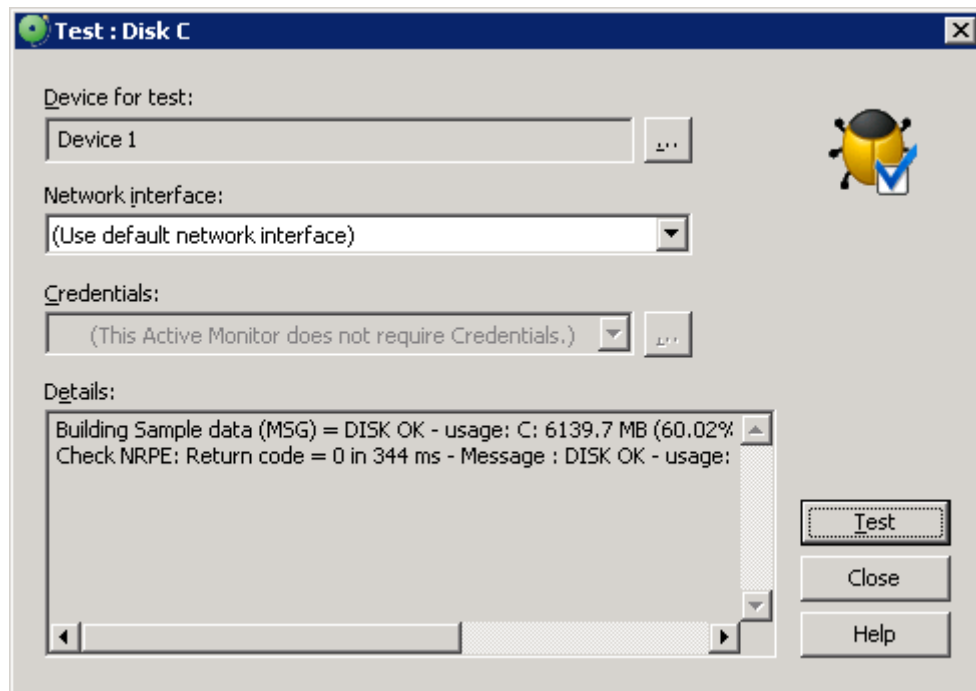 Test : Disk C
Device for test:
Device 1
...
Network interface:
(Use default network interface)
Credentials:
(This Active Monitor does not require Credentials.)
...
Details:
Building Sample data (MSG) = DISK OK - usage: C: 6139.7 MB (60.02%
Check NRPE: Return code = 0 in 344 ms - Message : DISK OK - usage:
Test
Close
Help